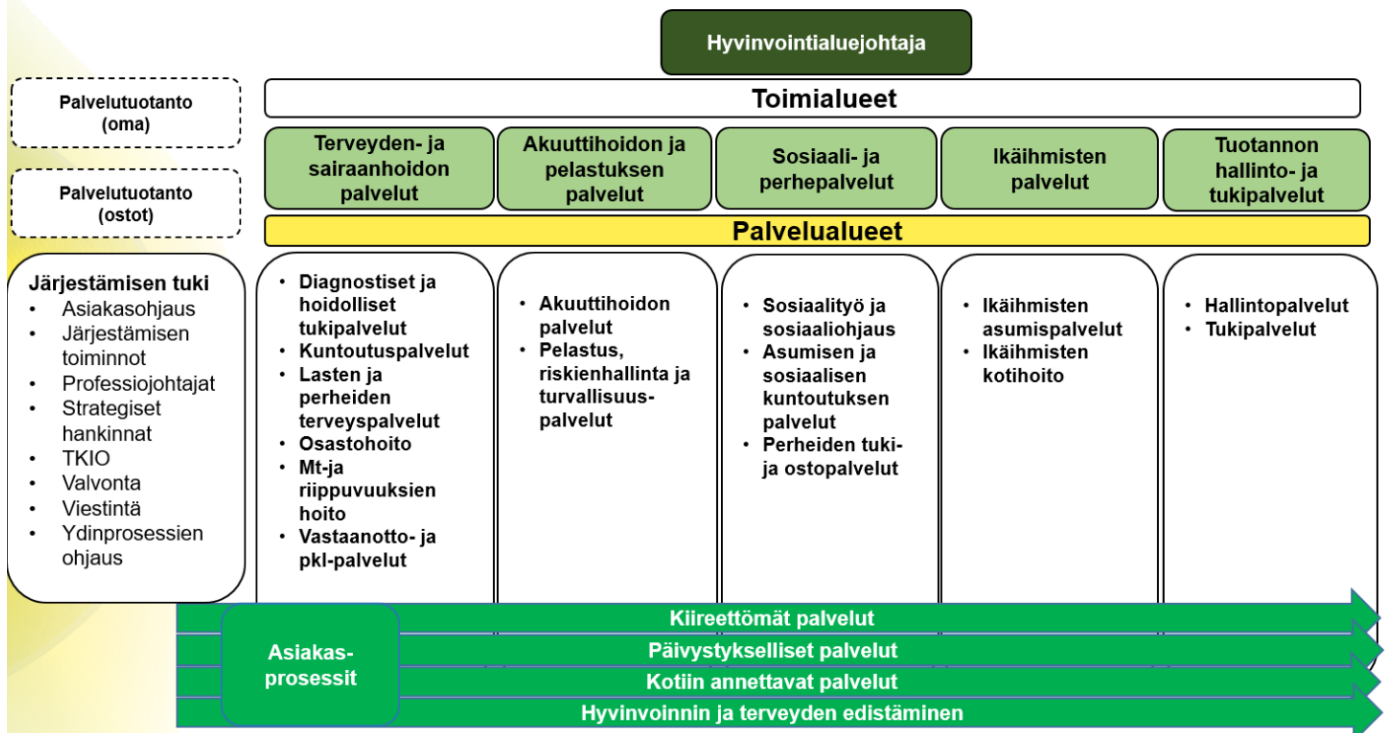 Hyvinvointialuejohtaja
Palvelutuotanto
(oma)
Palvelutuotanto
(ostot)
Toimialueet
Terveyden- ja
sairaanhoidon
palvelut
Akuuttihoidon ja
pelastuksen
palvelut
Sosiaali- ja
perhepalvelut
Ikäihmisten
palvelut
Tuotannon
hallinto- ja
tukipalvelut
Palvelualueet
Järjestämisen tuki
• Asiakasohjaus
• Järjestämisen
toiminnot
• Professiojohtajat
• Strategiset
hankinnat
• TKIO
• Valvonta
• Viestintä
• Ydinprosessien
ohjaus
• Diagnostiset ja
hoidolliset
tukipalvelut
• Kuntoutuspalvelut
• Lasten ja
perheiden
terveyspalvelut
• Osastohoito
• Mt-ja
riippuvuuksien
hoito
• Vastaanotto- ja
pkl-palvelut
• Akuuttihoidon
palvelut
• Pelastus,
riskienhallinta ja
turvallisuus-
palvelut
• Sosiaalityö ja
sosiaaliohjaus
• Asumisen ja
sosiaalisen
kuntoutuksen
palvelut
• Perheiden tuki-
ja ostopalvelut
• Ikäihmisten
asumispalvelut
• Ikäihmisten
kotihoito
• Hallintopalvelut
• Tukipalvelut
Asiakas-
prosessit
Kiireettömät palvelut
Päivystykselliset palvelut
Kotiin annettavat palvelut
Hyvinvoinnin ja terveyden edistäminen